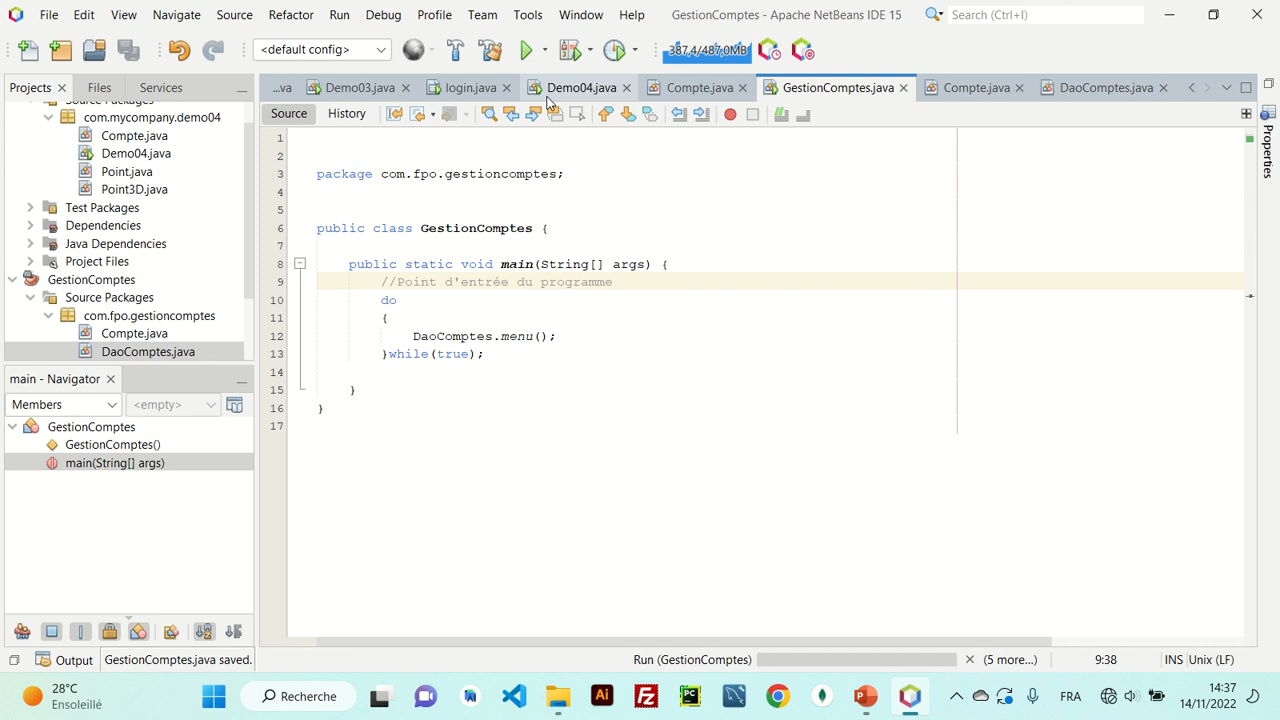 File Edit View Navigate Source Refactor Run Debug Profile Team Tools Window Help GestionComptes - Apache NetBeans IDE 15 Search (Ctrl+I)
<default config> 387,4/487,0MB
Projects Files Services
...va Demo03.java login.java Demo04.java Compte.java GestionComptes.java Compte.java DaoComptes.java
Source History
Properties
com.mycompany.demo04
Compte.java
Demo04.java
Point.java
Point3D.java
Test Packages
Dependencies
Java Dependencies
Project Files
GestionComptes
Source Packages
com.fpo.gestioncomptes
Compte.java
DaoComptes.java
main - Navigator
Members <empty>
GestionComptes
GestionComptes()
main(String[] args)
1
2
3 package com.fpo.gestioncomptes;
4
5
6 public class GestionComptes {
7
8 public static void main(String[] args) {
9 //Point d'entrée du programme
10 do
11 {
12 DaoComptes.menu();
13 }while(true);
14
15 }
16 }
17
Output GestionComptes.java saved. Run (GestionComptes) (5 more...) 9:38 INS Unix (LF)
28°C
Ensoleillé
Recherche
FRA
14:37
14/11/2022